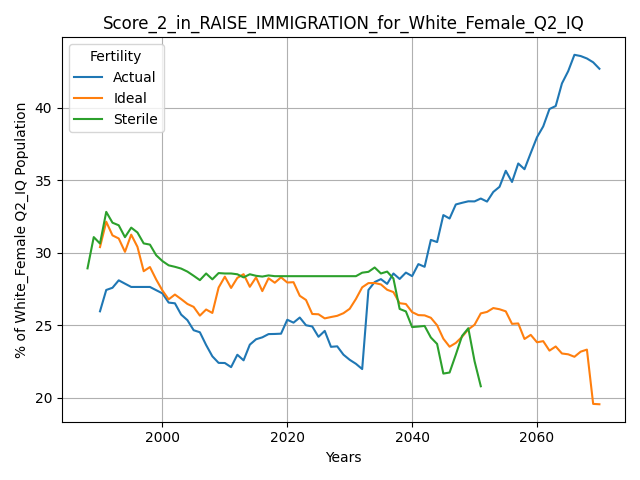 Score_2_in_RAISE_IMMIGRATION_for_White_Female_Q2_IQ
Fertility
Actual
Ideal
Sterile
% of White_Female Q2_IQ Population
40
35
30
25
20
2000
2020
2040
2060
Years